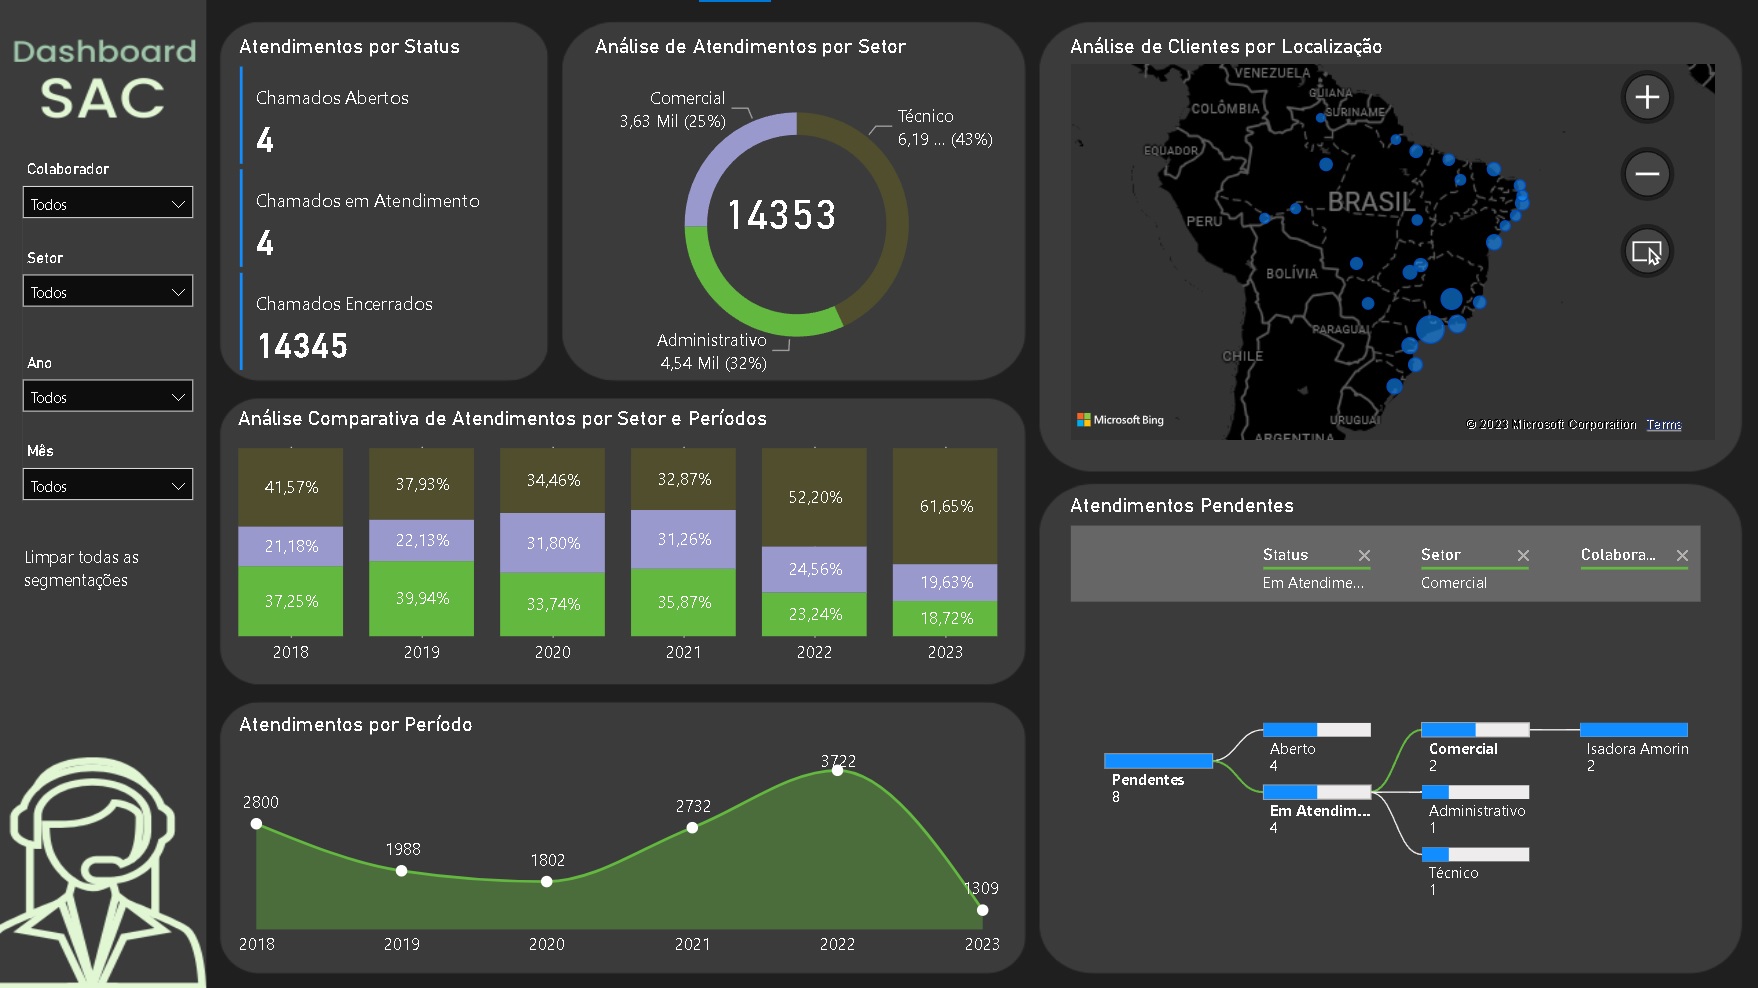 Dashboard
SAC
Colaborador
Todos
Setor
Todos
Ano
Todos
Mês
Todos
Limpar todas as
segmentações
Atendimentos por Status
Chamados Abertos
4
Chamados em Atendimento
4
Chamados Encerrados
14345
Análise de Atendimentos por Setor
Comercial
3,63 Mil (25%)
Técnico
6,19 ... (43%)
14353
Administrativo
4,54 Mil (32%)
Análise Comparativa de Atendimentos por Setor e Períodos
41,57%
37,93%
34,46%
32,87%
52,20%
61,65%
21,18%
22,13%
31,80%
31,26%
24,56%
19,63%
37,25%
39,94%
33,74%
35,87%
23,24%
18,72%
2018
2019
2020
2021
2022
2023
Atendimentos por Período
2800
1988
1802
2732
3722
1309
2018
2019
2020
2021
2022
2023
Análise de Clientes por Localização
VENEZUELA
GUIANA
COLÔMBIA
SURINAME
EQUADOR
BRASIL
PERU
BOLÍVIA
PARAGUAI
CHILE
URUGUAI
ARGENTINA
Microsoft Bing
© 2023 Microsoft Corporation
Terms
Atendimentos Pendentes
Status
Setor
Colabora...
Em Atendime...
Comercial
Pendentes
8
Aberto
4
Em Atendim...
4
Comercial
2
Administrativo
1
Técnico
1
Isadora Amorin
2